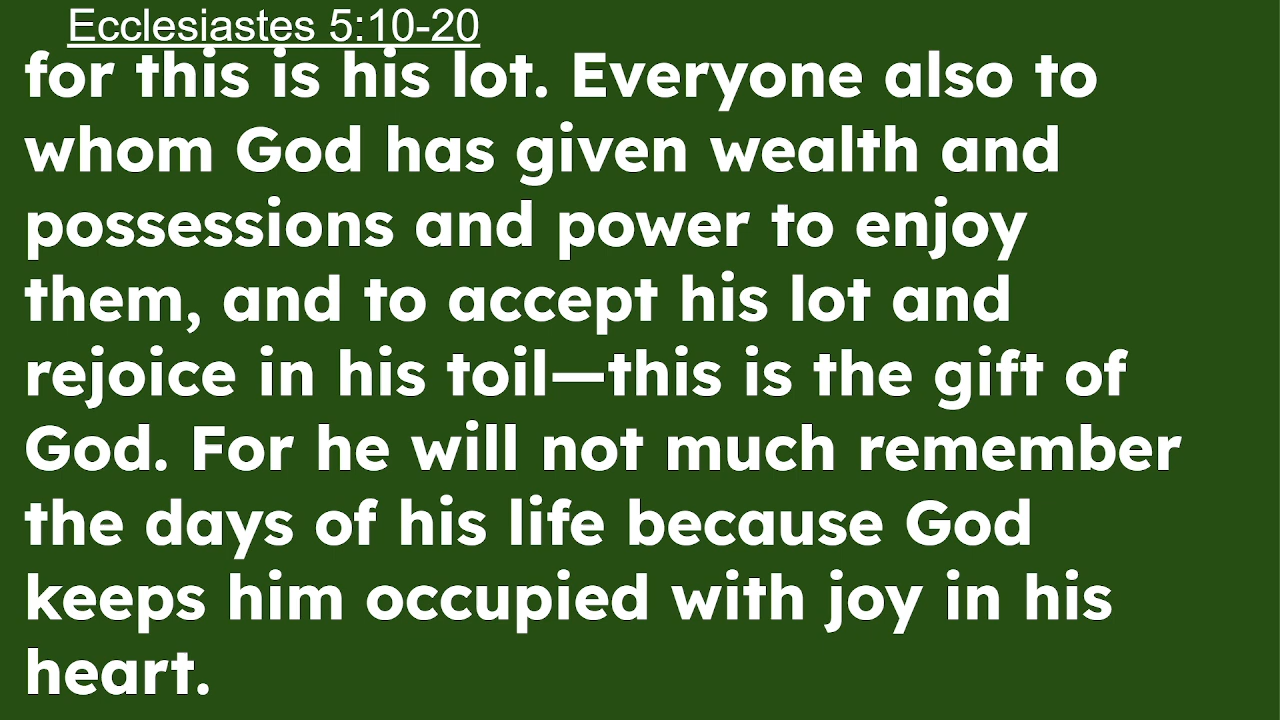 Ecclesiastes 5:10-20
for this is his lot. Everyone also to
whom God has given wealth and
possessions and power to enjoy
them, and to accept his lot and
rejoice in his toil—this is the gift of
God. For he will not much remember
the days of his life because God
keeps him occupied with joy in his
heart.